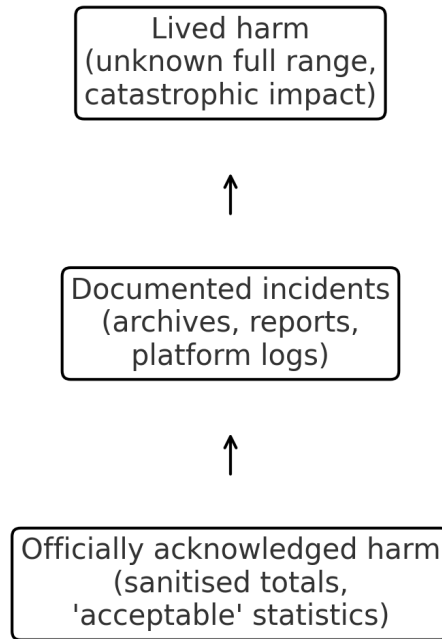 Lived harm
(unknown full range,
catastrophic impact)
Documented incidents
(archives, reports,
platform logs)
Officially acknowledged harm
(sanitised totals,
'acceptable' statistics)